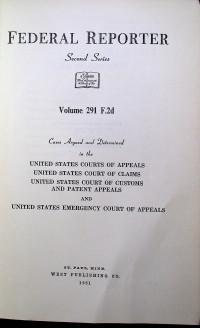 FEDERAL REPORTER
Second Series
Volume 291 F.2d
Cases Argued and Determined
in the
UNITED STATES COURTS OF APPEALS
UNITED STATES COURT OF CLAIMS
UNITED STATES COURT OF CUSTOMS
AND PATENT APPEALS
AND
UNITED STATES EMERGENCY COURT OF APPEALS
ST. PAUL, MINN.
WEST PUBLISHING CO.
1961